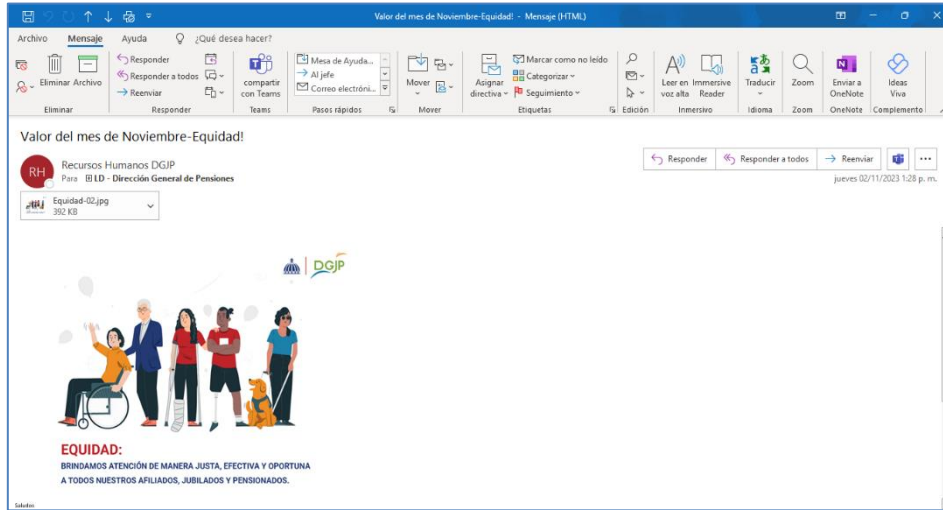 Valor del mes de Noviembre-Equidad! - Mensaje (HTML)
Archivo Mensaje Ayuda ¿Qué desea hacer?
Eliminar Archivo
Responder
Responder a todos
Reenviar
compartir
con Teams
Mesa de Ayuda...
Al jefe
Correo electróni...
Mover
Asignar
directiva
Marcar como no leído
Categorizar
Seguimiento
Leer en
voz alta
Immersive
Reader
Traducir
Zoom
Enviar a
OneNote
Ideas
Viva
Eliminar Responder Teams Pasos rápidos Mover Etiquetas Edición Inmersivo Idioma Zoom OneNote Complemento
Valor del mes de Noviembre-Equidad!
RH
Recursos Humanos DGJP
Para LD - Dirección General de Pensiones
Responder Responder a todos Reenviar
jueves 02/11/2023 1:28 p. m.
Equidad-02.jpg
392 KB
DGJP
EQUIDAD:
BRINDAMOS ATENCIÓN DE MANERA JUSTA, EFECTIVA Y OPORTUNA
A TODOS NUESTROS AFILIADOS, JUBILADOS Y PENSIONADOS.
Saludos